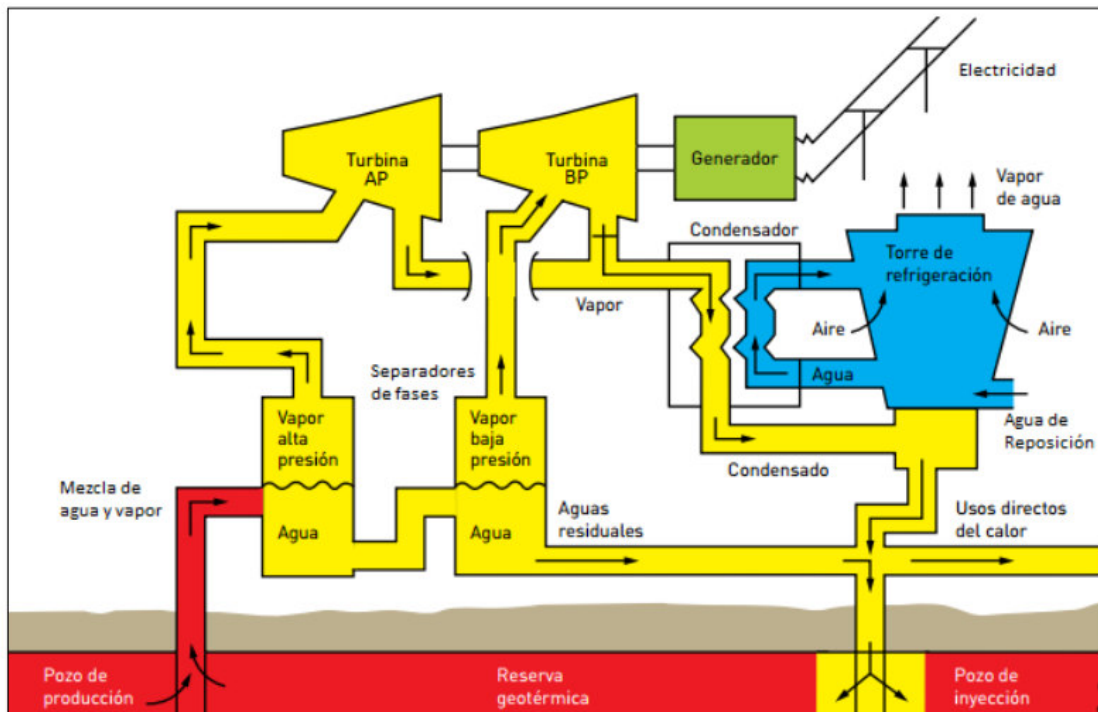 Electricidad
Turbina
AP
Turbina
BP
Generador
Vapor
de agua
Condensador
Torre de
refrigeración
Vapor
Aire
Aire
Separadores
de fases
Agua
Vapor
alta
presión
Vapor
baja
presión
Agua de
Reposición
Condensado
Mezcla de
agua y vapor
Agua
Agua
Aguas
residuales
Usos directos
del calor
Pozo de
producción
Reserva
geotérmica
Pozo de
inyección